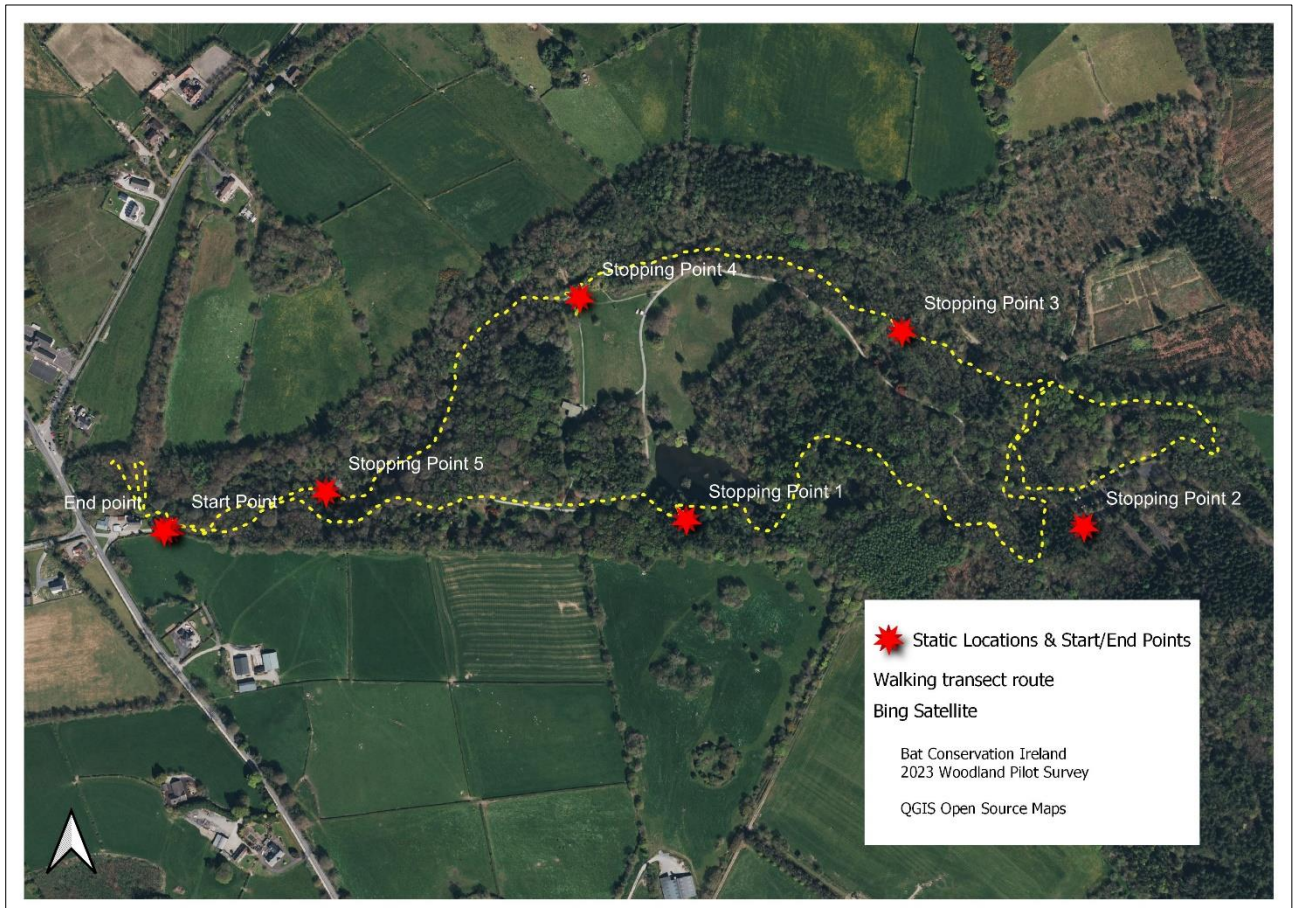 Stopping Point 4
Stopping Point 3
Stopping Point 5
End point
Start Point
Stopping Point 1
Stopping Point 2
Static Locations & Start/End Points
Walking transect route
Bing Satellite
Bat Conservation Ireland
2023 Woodland Pilot Survey
QGIS Open Source Maps